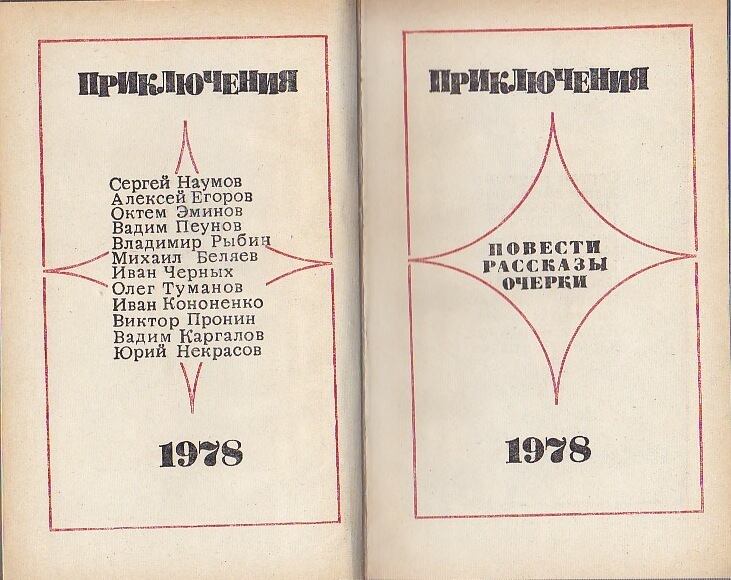 ПРИКЛЮЧЕНИЯ
Сергей Наумов
Алексей Егоров
Октем Эминов
Вадим Пеунов
Владимир Рыбин
Михаил Беляев
Иван Черных
Олег Туманов
Иван Кононенко
Виктор Пронин
Вадим Каргалов
Юрий Некрасов
1978
ПРИКЛЮЧЕНИЯ
ПОВЕСТИ
РАССКАЗЫ
ОЧЕРКИ
1978